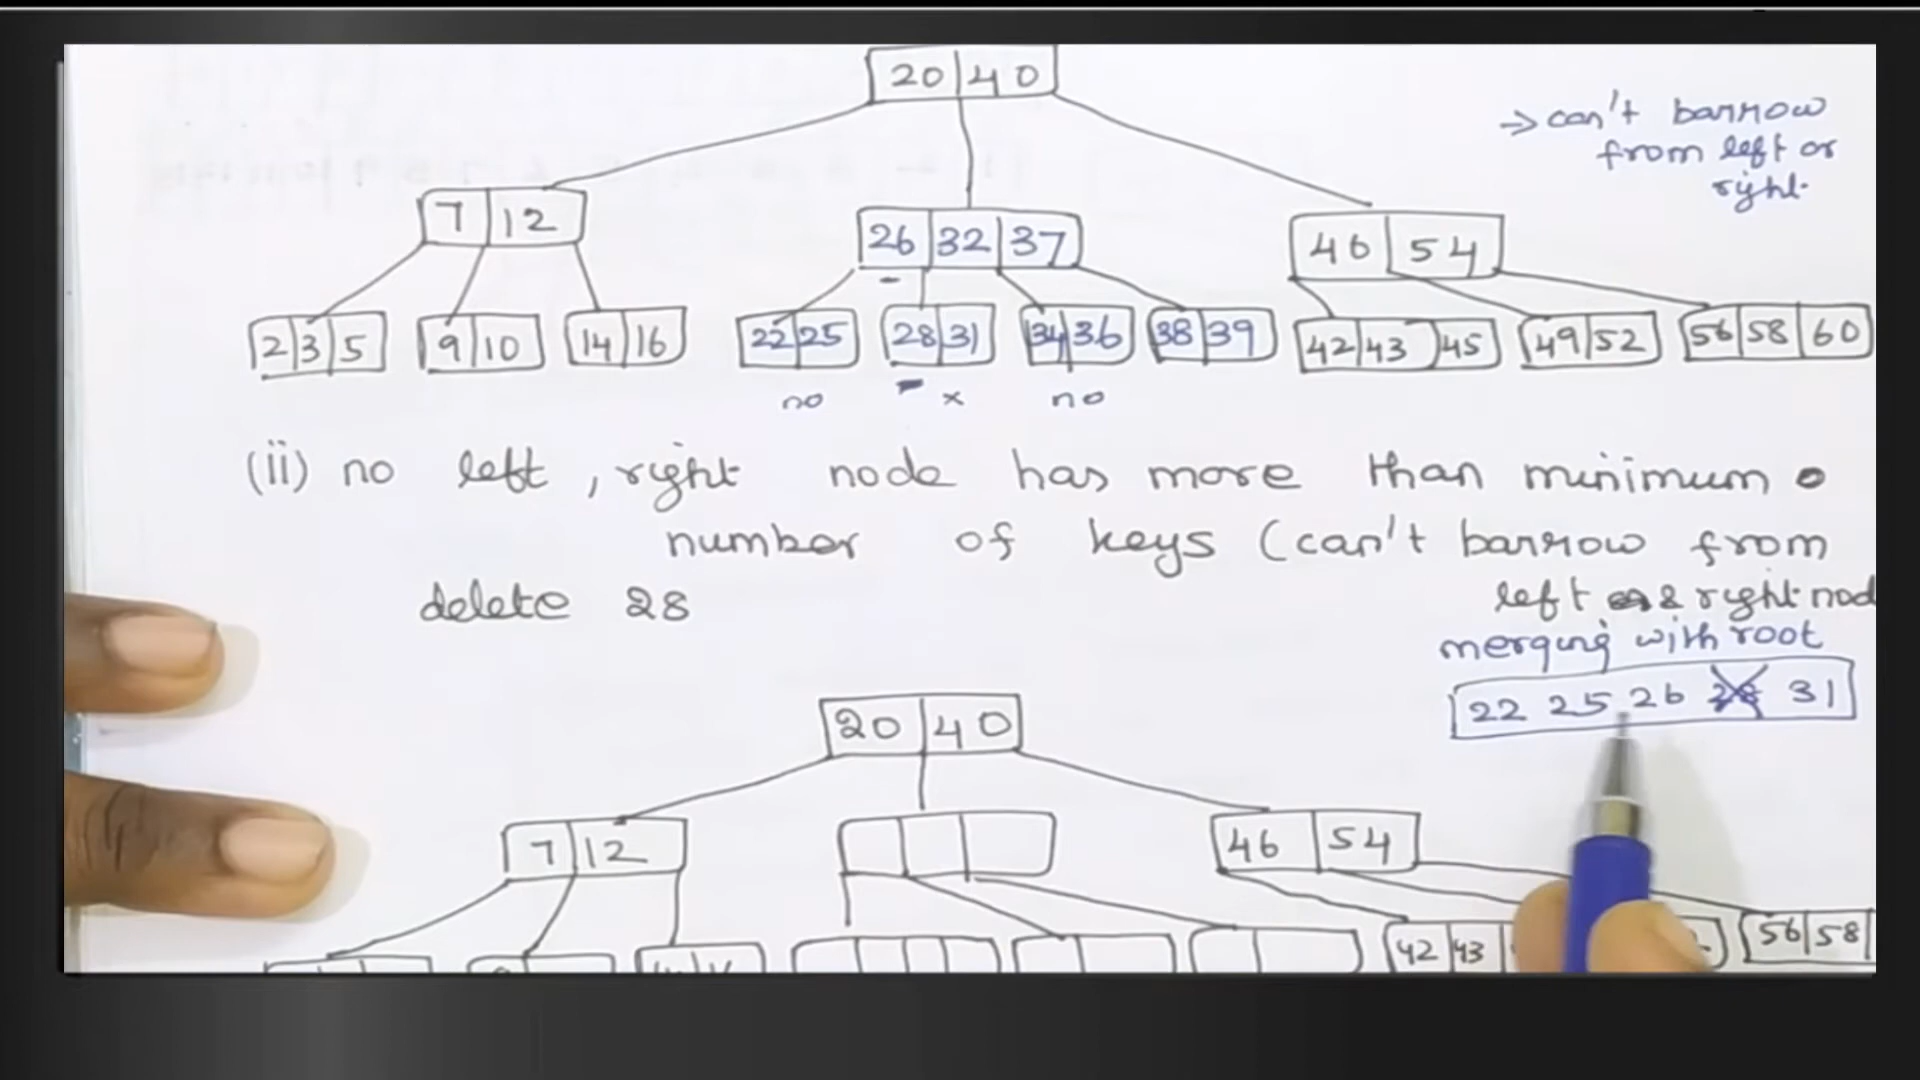 20 40
→ can't barrow
from left or
right.
7 12
26 32 37
46 54
2 3 5
9 10
14 16
22 25
28 31
34 36
38 39
42 43 45
49 52
56 58 60
no
x
no
(ii) no left, right node has more than minimum
number of keys (can't barrow from
left & right nod
delete 28
merging with root
22 25 26 28 31
20 40
7 12
46 54
42 43
56 58